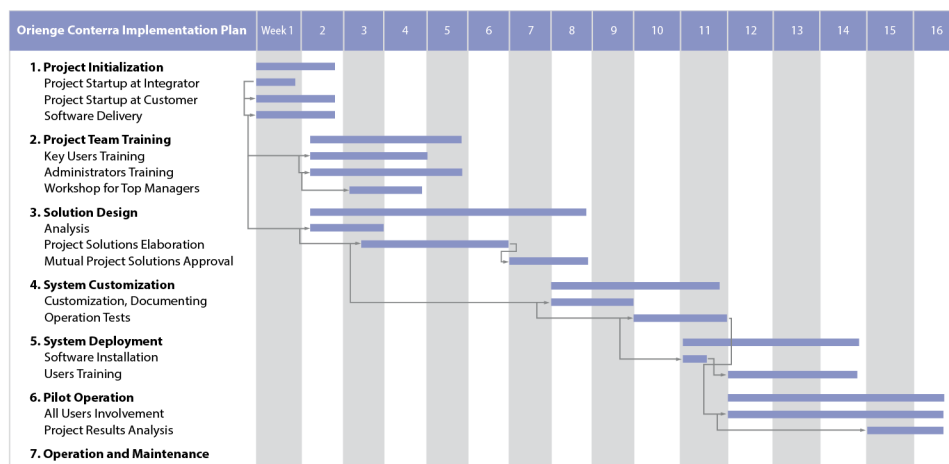 Orienge Conterra Implementation Plan Week 1 2 3 4 5 6 7 8 9 10 11 12 13 14 15 16
1. Project Initialization
Project Startup at Integrator
Project Startup at Customer
Software Delivery
2. Project Team Training
Key Users Training
Administrators Training
Workshop for Top Managers
3. Solution Design
Analysis
Project Solutions Elaboration
Mutual Project Solutions Approval
4. System Customization
Customization, Documenting
Operation Tests
5. System Deployment
Software Installation
Users Training
6. Pilot Operation
All Users Involvement
Project Results Analysis
7. Operation and Maintenance